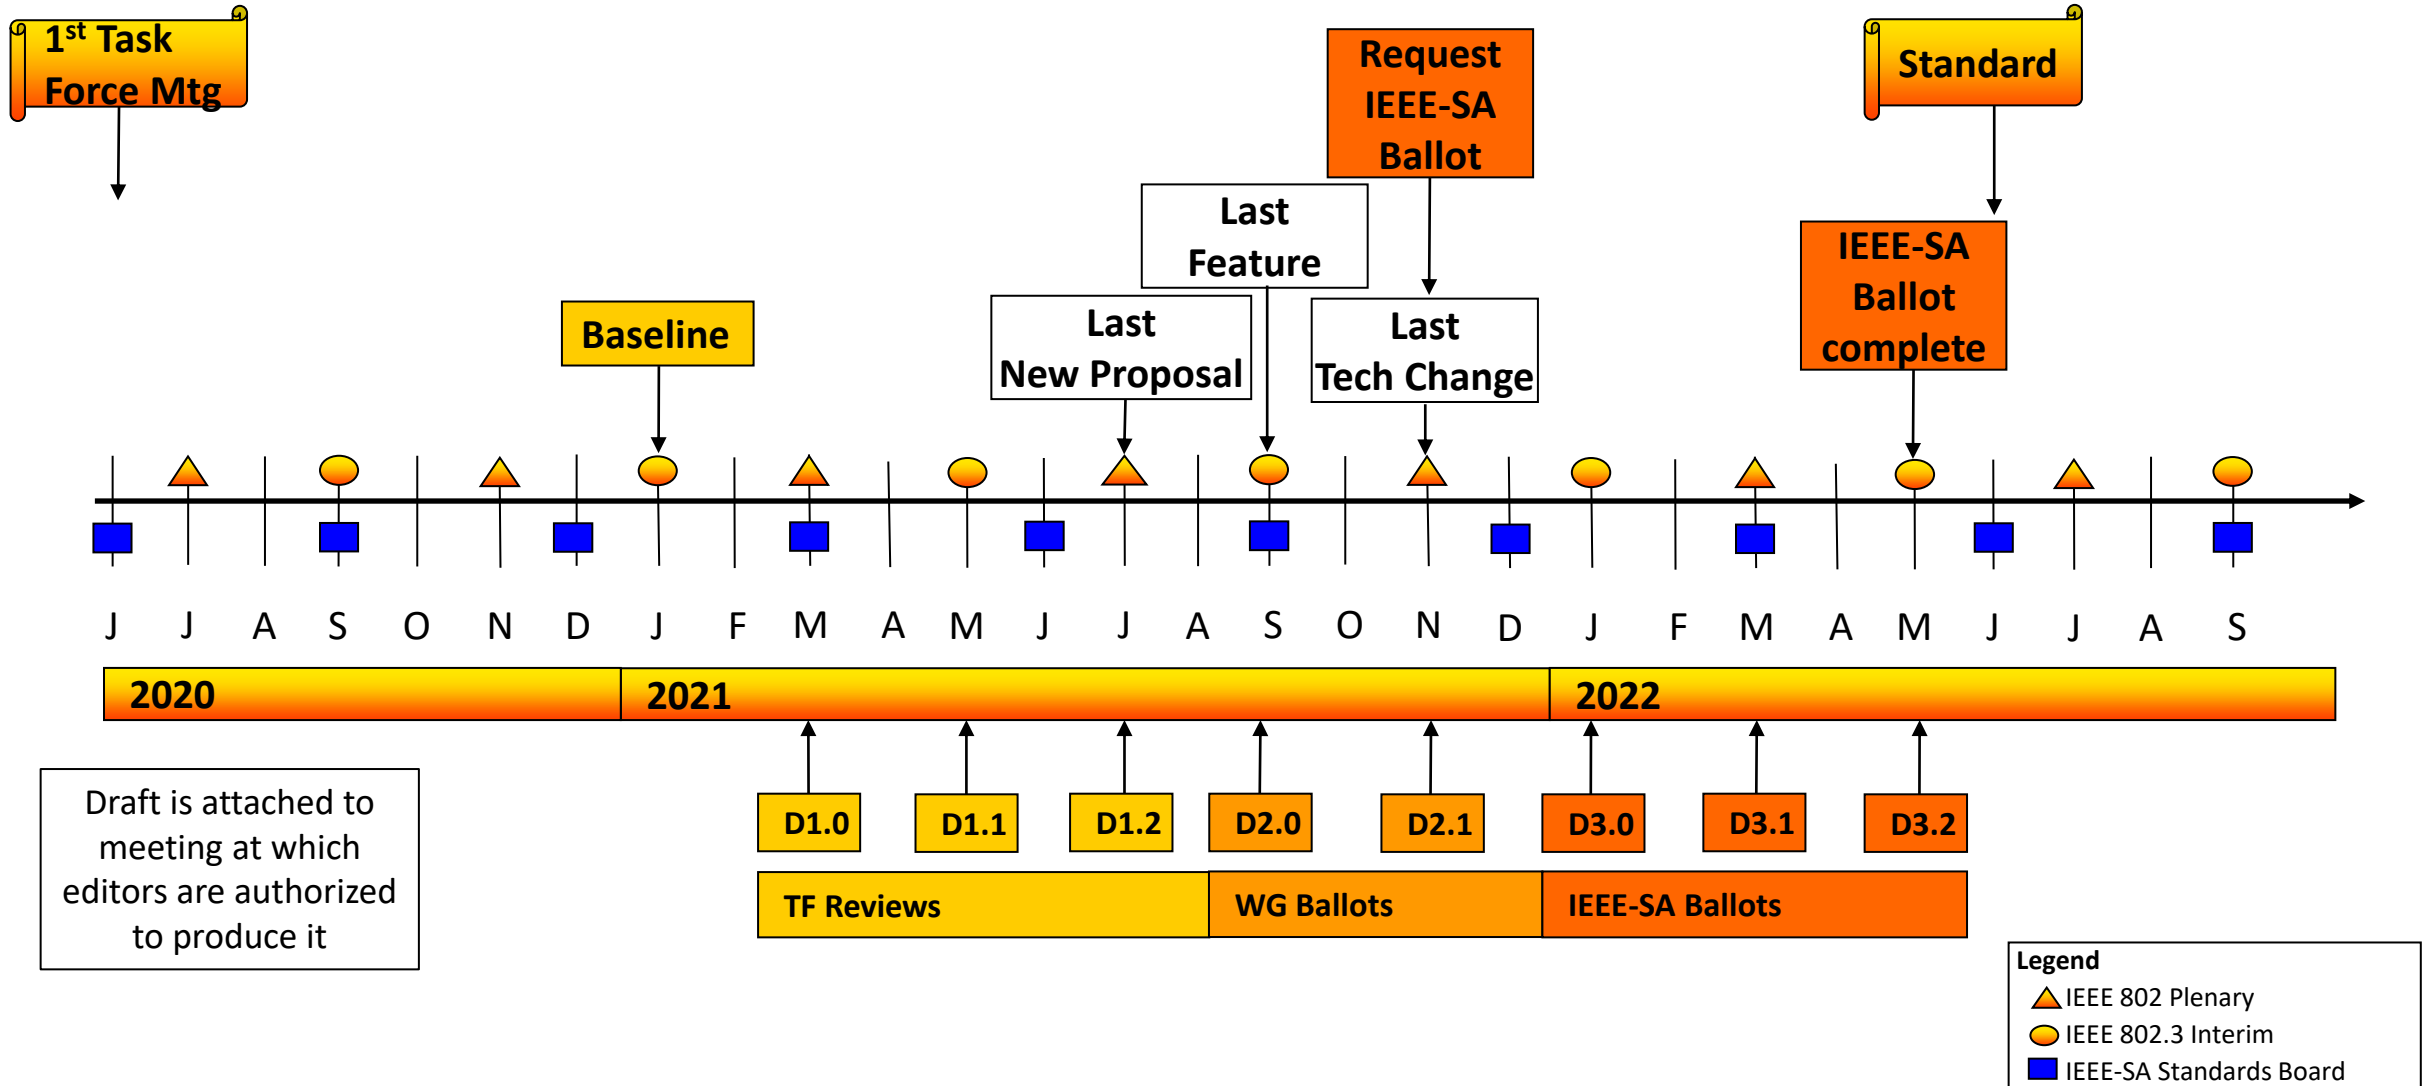 1st Task
Force Mtg
Request
IEEE-SA
Ballot
Standard
Last
Feature
IEEE-SA
Ballot
complete
Baseline
Last
New Proposal
Last
Tech Change
J J A S O N D J F M A M J J A S O N D J F M A M J J A S
2020 2021 2022
D1.0 D1.1 D1.2 D2.0 D2.1 D3.0 D3.1 D3.2
TF Reviews WG Ballots IEEE-SA Ballots
Draft is attached to
meeting at which
editors are authorized
to produce it
Legend
IEEE 802 Plenary
IEEE 802.3 Interim
IEEE-SA Standards Board